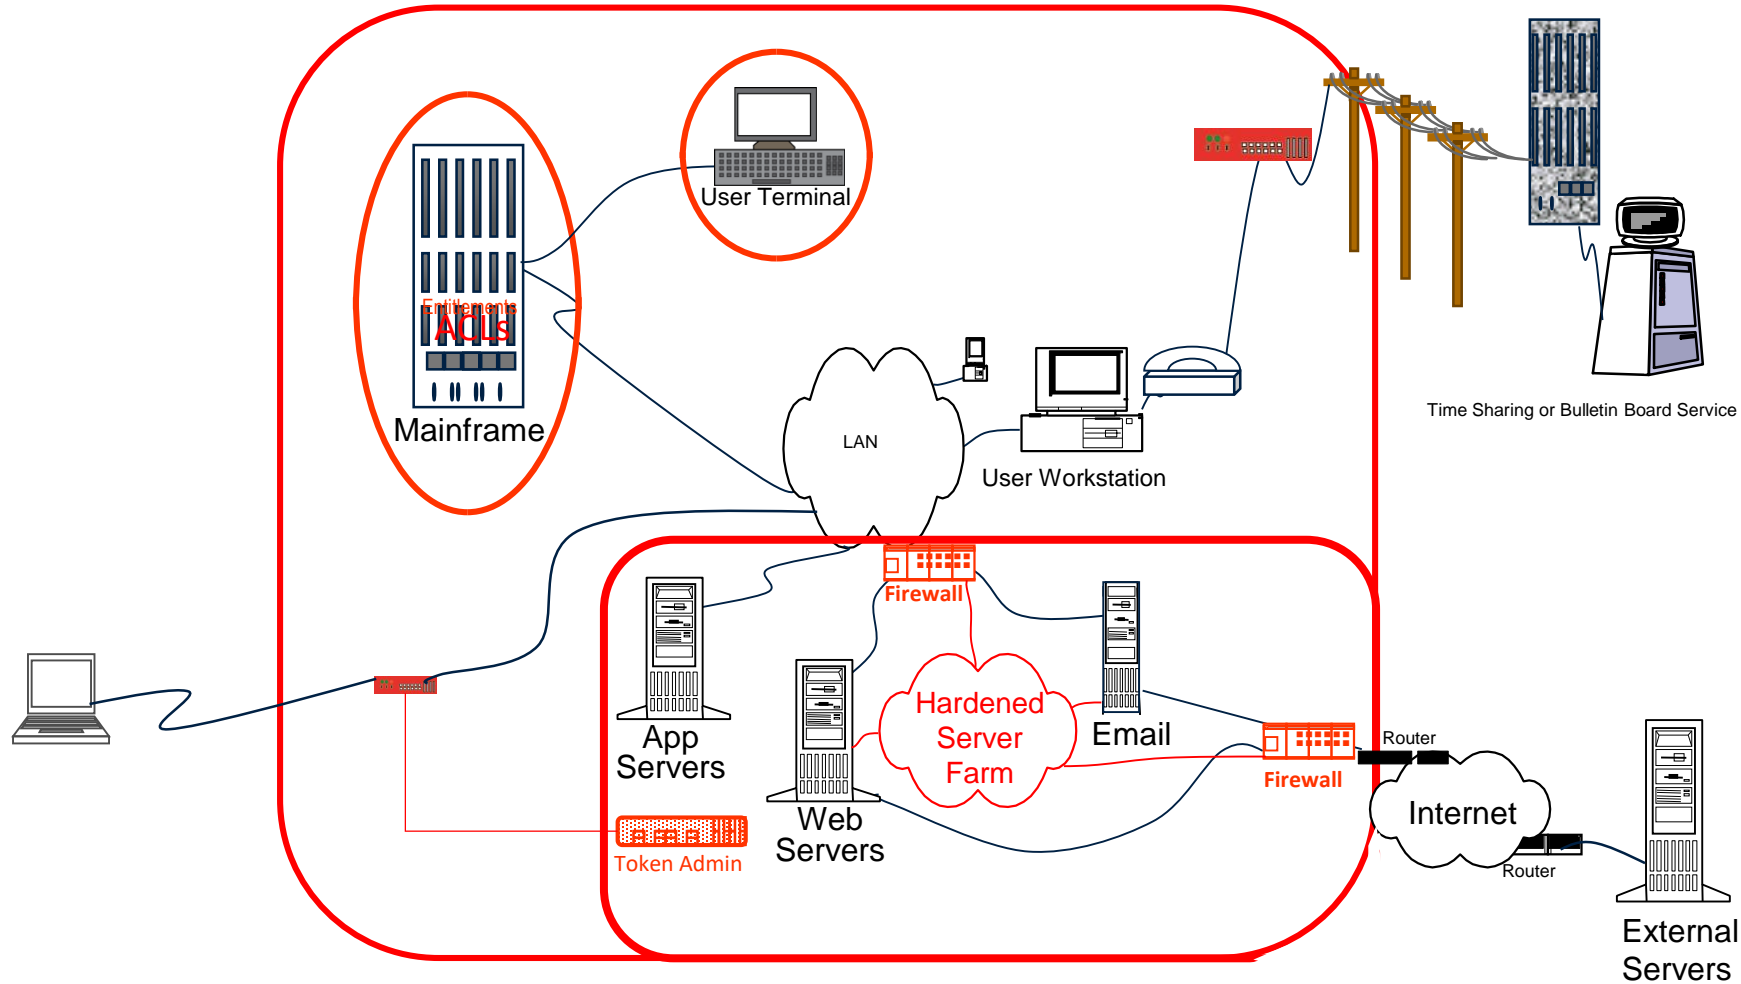 User Terminal
Entitlements
ACLs
Mainframe
Time Sharing or Bulletin Board Service
LAN
User Workstation
Firewall
App
Servers
Hardened
Server
Farm
Email
Firewall
Router
Web
Servers
Internet
Token Admin
Router
External
Servers